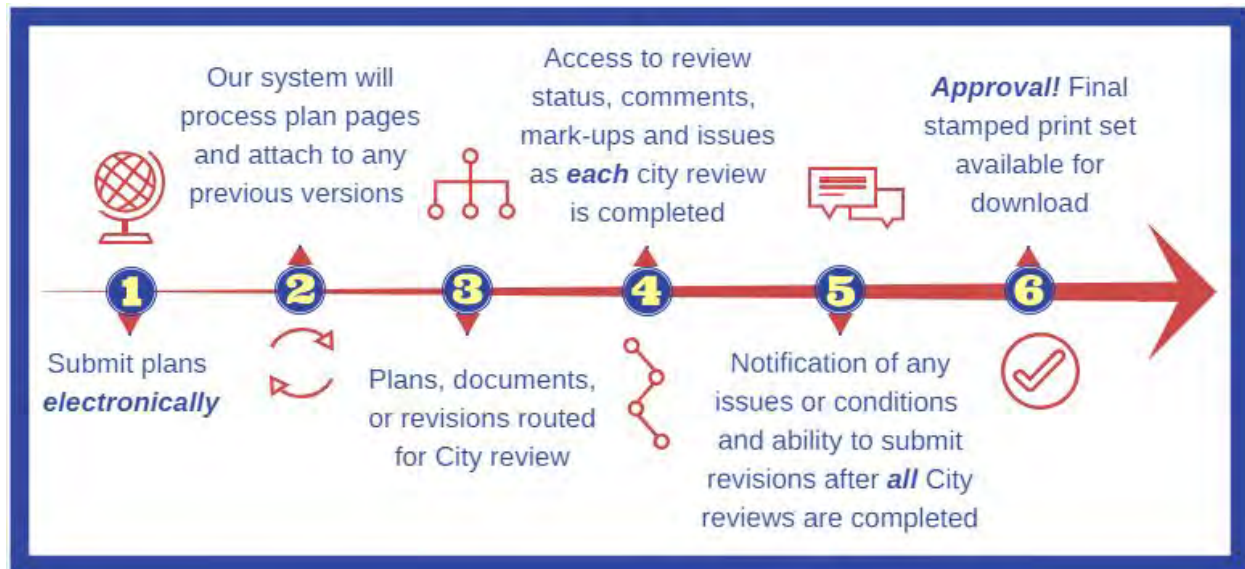 1
Submit plans
electronically
2
Our system will
process plan pages
and attach to any
previous versions
3
Plans, documents,
or revisions routed
for City review
4
Access to review
status, comments,
mark-ups and issues
as each city review
is completed
5
Notification of any
issues or conditions
and ability to submit
revisions after all City
reviews are completed
6
Approval! Final
stamped print set
available for
download